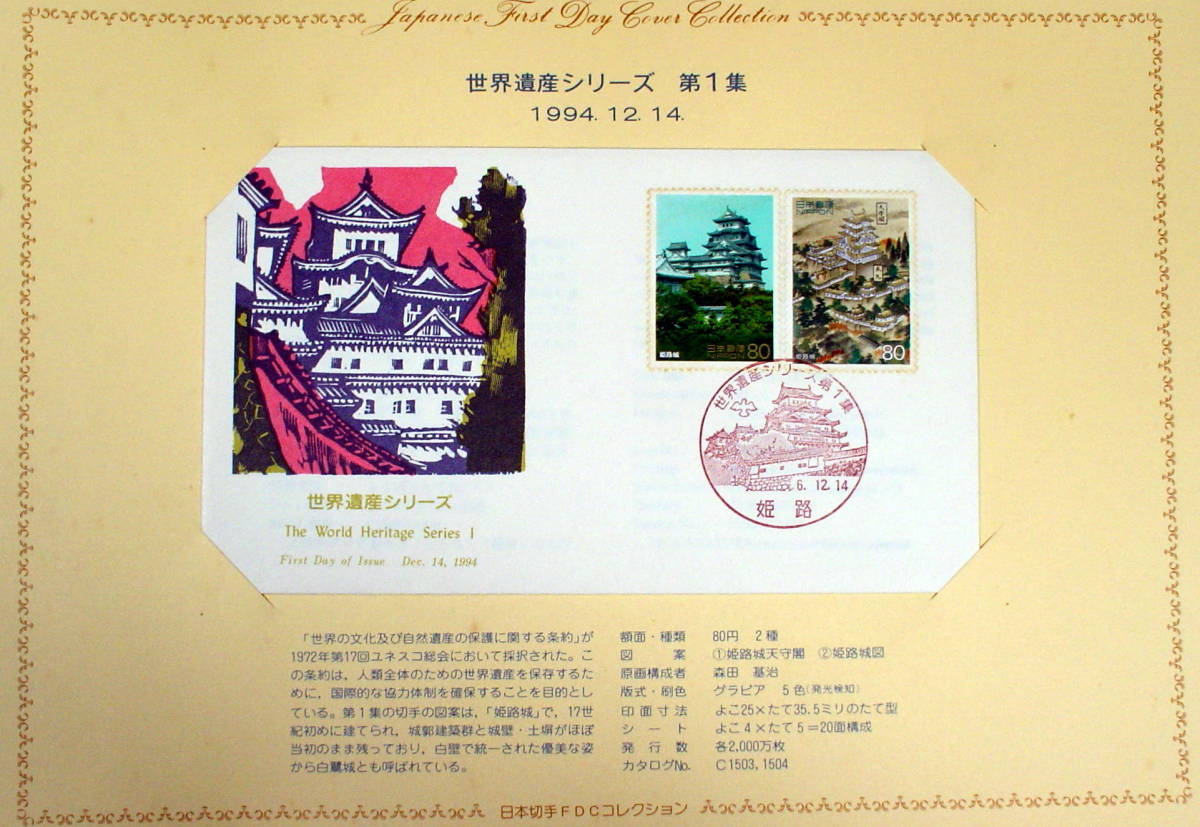 Japanese First Day Cover Collection
世界遺産シリーズ 第1集
1994.12.14.
日本郵便
NIPPON
姫路城
日本郵便
NIPPON 80
姫路城
80
世界遺産シリーズ第1集
6.12.14
姫路
世界遺産シリーズ
The World Heritage Series I
First Day of Issue Dec. 14, 1994
「世界の文化及び自然遺産の保護に関する条約」が
1972年第17回ユネスコ総会において採択された。こ
の条約は，人類全体のための世界遺産を保存するた
めに，国際的な協力体制を確保することを目的とし
ている。第1集の切手の図案は，「姫路城」で，17世
紀初めに建てられ，城郭建築群と城壁・土塀がほぼ
当初のまま残っており，白壁で統一された優美な姿
から白鷺城とも呼ばれている。
額面・種類 80円 2種
図案 ①姫路城天守閣 ②姫路城図
原画構成者 森田 基治
版式・刷色 グラビア 5色(発光検知)
印面寸法 よこ25×たて35.5ミリのたて型
シート よこ4×たて5＝20面構成
発行数 各2,000万枚
カタログNo. C1503,1504
日本切手FDCコレクション